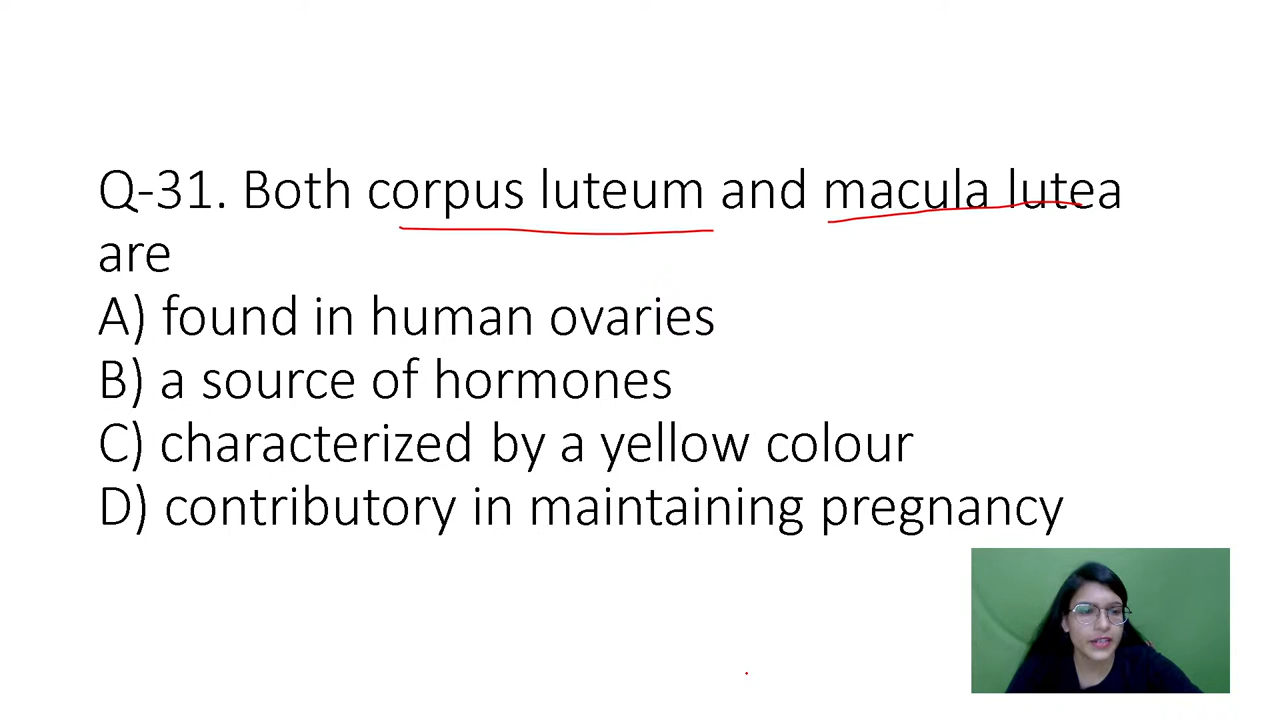 Q-31. Both corpus luteum and macula lutea
are
A) found in human ovaries
B) a source of hormones
C) characterized by a yellow colour
D) contributory in maintaining pregnancy